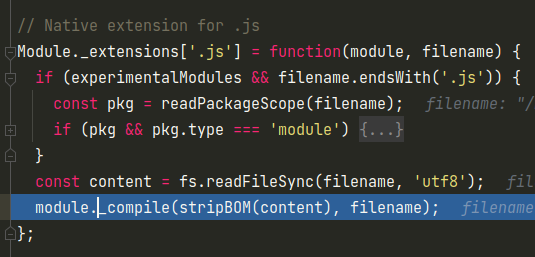 // Native extension for .js
Module._extensions['.js'] = function(module, filename) {
if (experimentalModules && filename.endsWith('.js')) {
const pkg = readPackageScope(filename); filename: "/
if (pkg && pkg.type === 'module') {...}
}
const content = fs.readFileSync(filename, 'utf8'); fil
module._compile(stripBOM(content), filename); filename
};